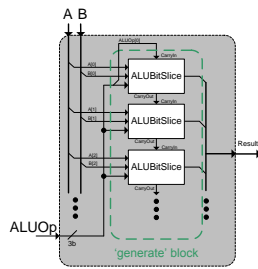 A B
ALUOp[0]
CarryIn
A[0]
B[0]
ALUBitSlice
CarryOut
CarryIn
A[1]
B[1]
ALUBitSlice
CarryOut
CarryIn
Result
A[2]
B[2]
ALUBitSlice
CarryOut
ALUOp
3b
'generate' block